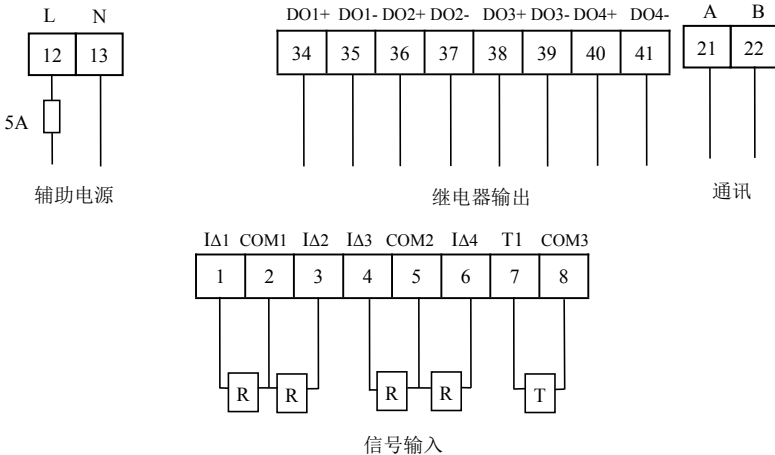 L N
12 13
5A
辅助电源
DO1+ DO1- DO2+ DO2- DO3+ DO3- DO4+ DO4-
34 35 36 37 38 39 40 41
继电器输出
A B
21 22
通讯
IΔ1 COM1 IΔ2 IΔ3 COM2 IΔ4 T1 COM3
1 2 3 4 5 6 7 8
R R R R T
信号输入